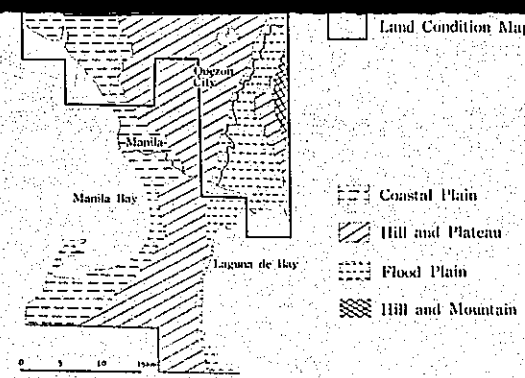 Land Condition Map
Quezon
City
Manila
Manila Bay
Laguna de Bay
Coastal Plain
Hill and Plateau
Flood Plain
Hill and Mountain
0 5 10 15km